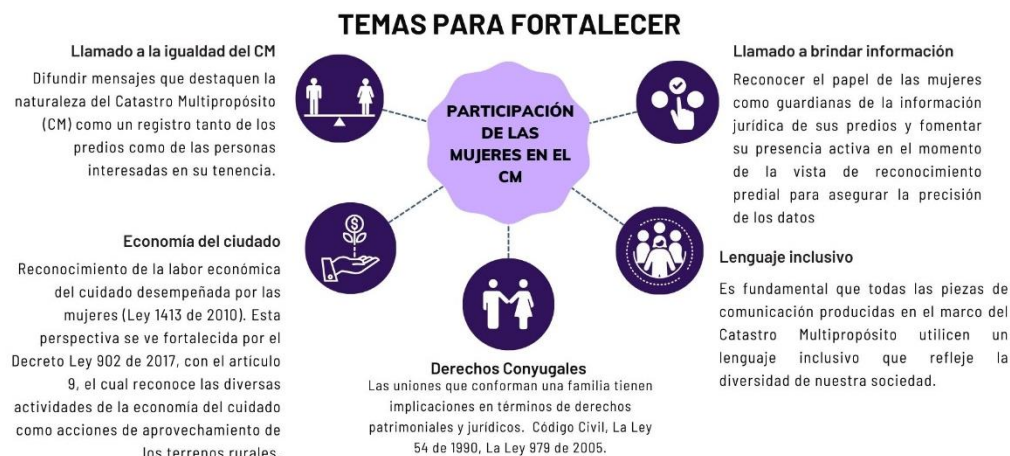 TEMAS PARA FORTALECER
Llamado a la igualdad del CM
Difundir mensajes que destaquen la
naturaleza del Catastro Multipropósito
(CM) como un registro tanto de los
predios como de las personas
interesadas en su tenencia.
PARTICIPACIÓN
DE LAS
MUJERES EN EL
CM
Llamado a brindar información
Reconocer el papel de las mujeres
como guardianas de la información
jurídica de sus predios y fomentar
su presencia activa en el momento
de la vista de reconocimiento
predial para asegurar la precisión
de los datos
Economía del ciudado
Reconocimiento de la labor económica
del cuidado desempeñada por las
mujeres (Ley 1413 de 2010). Esta
perspectiva se ve fortalecida por el
Decreto Ley 902 de 2017, con el artículo
9, el cual reconoce las diversas
actividades de la economía del cuidado
como acciones de aprovechamiento de
los terrenos rurales.
$
Derechos Conyugales
Las uniones que conforman una familia tienen
implicaciones en términos de derechos
patrimoniales y jurídicos. Código Civil, La Ley
54 de 1990, La Ley 979 de 2005.
Lenguaje inclusivo
Es fundamental que todas las piezas de
comunicación producidas en el marco del
Catastro Multipropósito utilicen un
lenguaje inclusivo que refleje la
diversidad de nuestra sociedad.